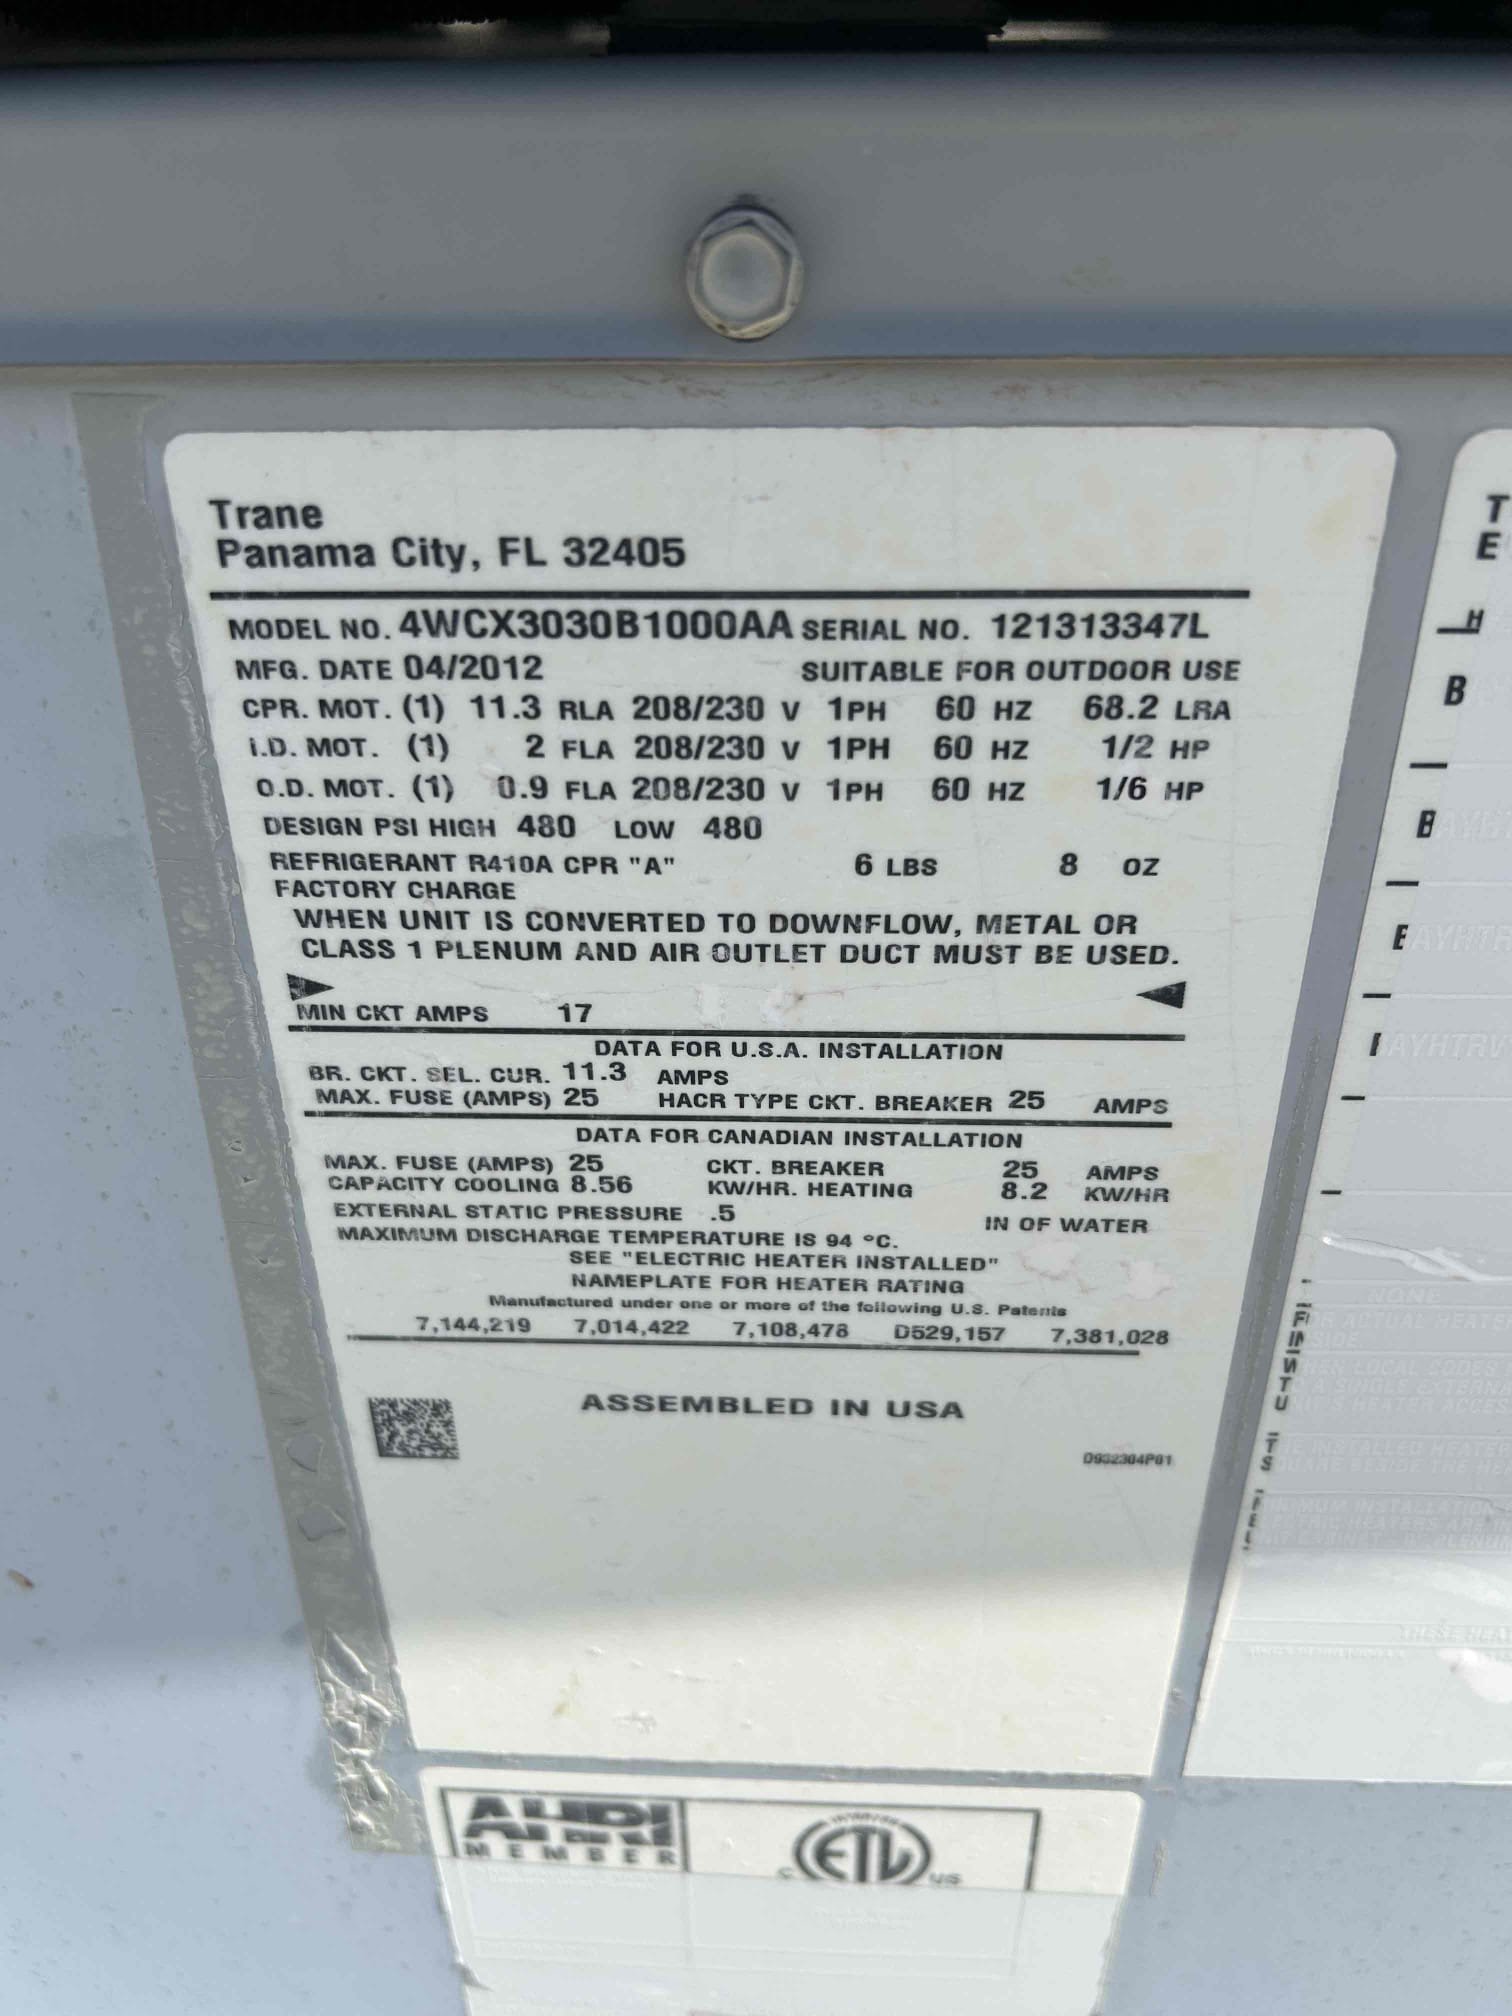 Trane
Panama City, FL 32405
MODEL NO. 4WCX3030B1000AA SERIAL NO. 121313347L
MFG. DATE 04/2012 SUITABLE FOR OUTDOOR USE
CPR. MOT. (1) 11.3 RLA 208/230 V 1PH 60 HZ 68.2 LRA
I.D. MOT. (1) 2 FLA 208/230 V 1PH 60 HZ 1/2 HP
O.D. MOT. (1) 0.9 FLA 208/230 V 1PH 60 HZ 1/6 HP
DESIGN PSI HIGH 480 LOW 480
REFRIGERANT R410A CPR "A" 6 LBS 8 OZ
FACTORY CHARGE
WHEN UNIT IS CONVERTED TO DOWNFLOW, METAL OR
CLASS 1 PLENUM AND AIR OUTLET DUCT MUST BE USED.
MIN CKT AMPS 17
DATA FOR U.S.A. INSTALLATION
BR. CKT. SEL. CUR. 11.3 AMPS
MAX. FUSE (AMPS) 25 HACR TYPE CKT. BREAKER 25 AMPS
DATA FOR CANADIAN INSTALLATION
MAX. FUSE (AMPS) 25 CKT. BREAKER 25 AMPS
CAPACITY COOLING 8.56 KW/HR. HEATING 8.2 KW/HR
EXTERNAL STATIC PRESSURE .5 IN OF WATER
MAXIMUM DISCHARGE TEMPERATURE IS 94 °C.
SEE "ELECTRIC HEATER INSTALLED"
NAMEPLATE FOR HEATER RATING
Manufactured under one or more of the following U.S. Patents
7,144,219 7,014,422 7,108,478 D529,157 7,381,028
ASSEMBLED IN USA
D932304P01
AHRI
MEMBER
C ETL US
T
E
H
B
B
NONE